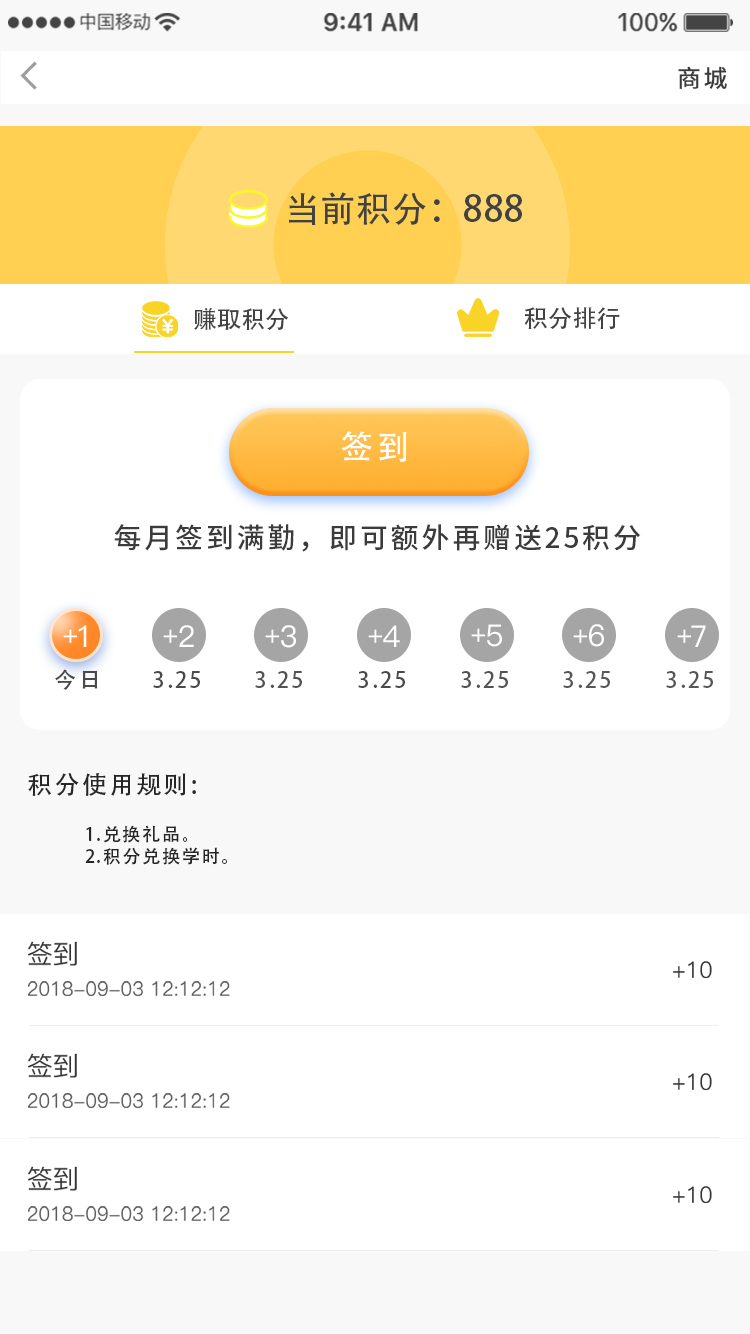 中国移动 9:41 AM 100%
商城
当前积分：888
赚取积分 积分排行
签到
每月签到满勤，即可额外再赠送25积分
+1 +2 +3 +4 +5 +6 +7
今日 3.25 3.25 3.25 3.25 3.25 3.25
积分使用规则:
1.兑换礼品。
2.积分兑换学时。
签到
2018-09-03 12:12:12
+10
签到
2018-09-03 12:12:12
+10
签到
2018-09-03 12:12:12
+10